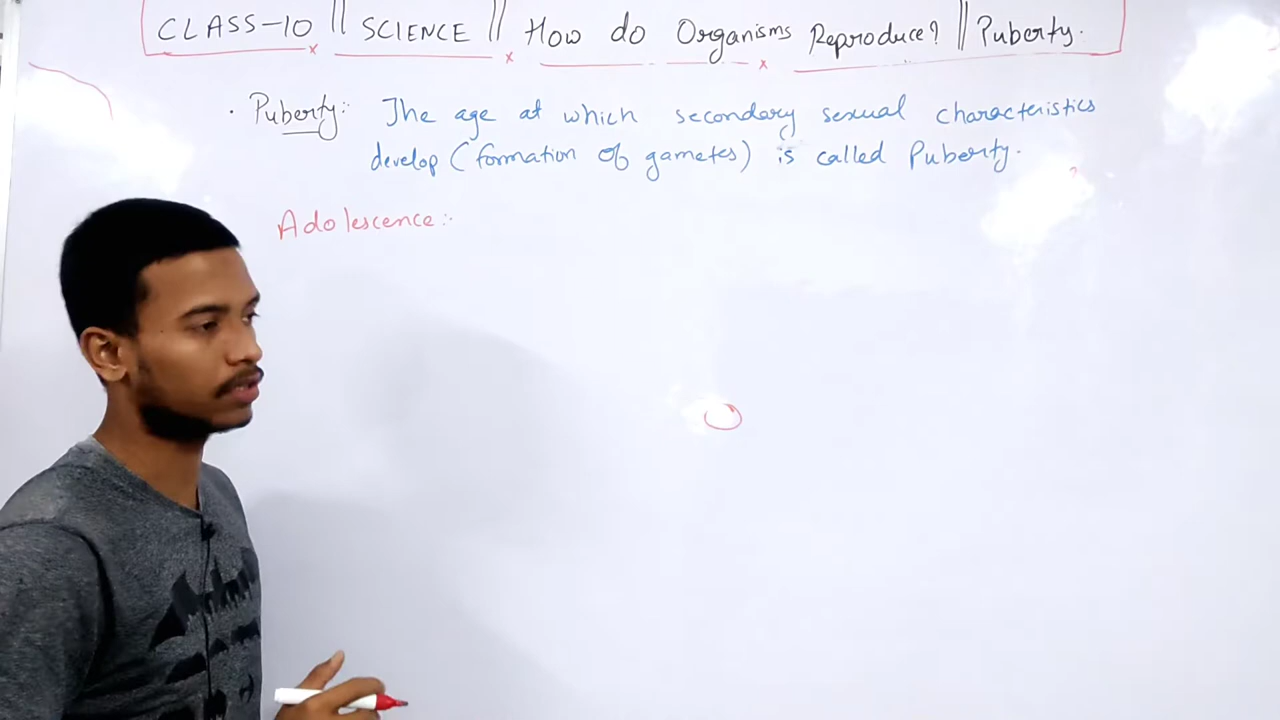 CLASS-10 || SCIENCE || How do Organisms Reproduce? || Puberty.
· Puberty:- The age at which secondary sexual characteristics
develop (formation of gametes) is called Puberty.
Adolescence:-